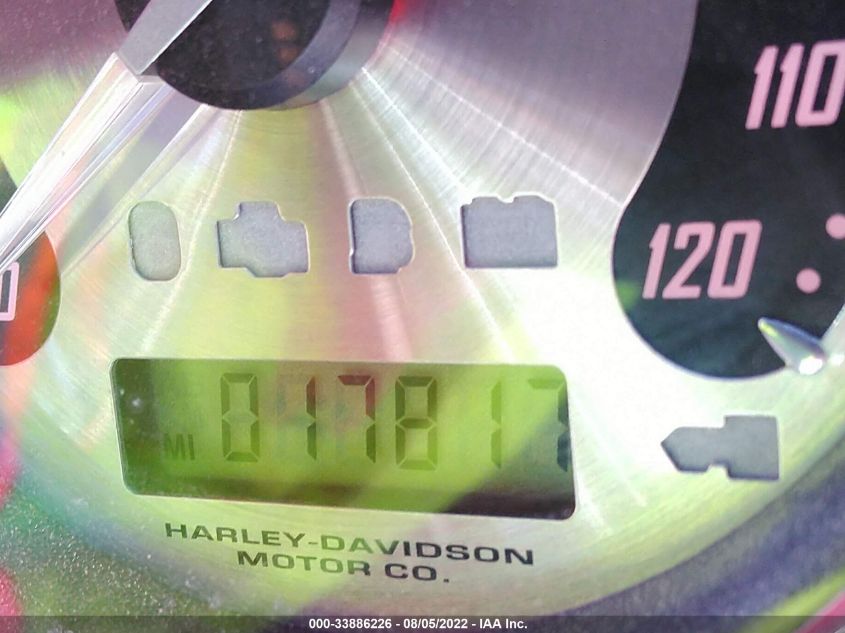 110
120
MI 017817
HARLEY-DAVIDSON
MOTOR CO.
000-33886226 - 08/05/2022 - IAA Inc.